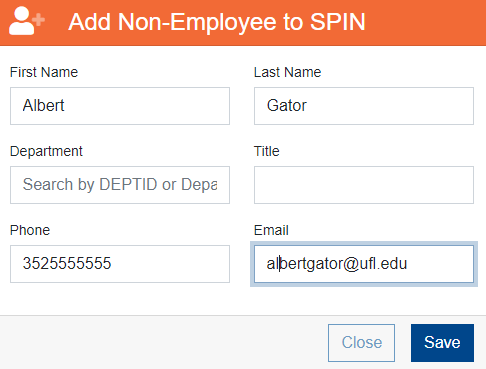 Add Non-Employee to SPIN
First Name Last Name
Albert Gator
Department Title
Search by DEPTID or Depa
Phone Email
3525555555 albertgator@ufl.edu
Close Save